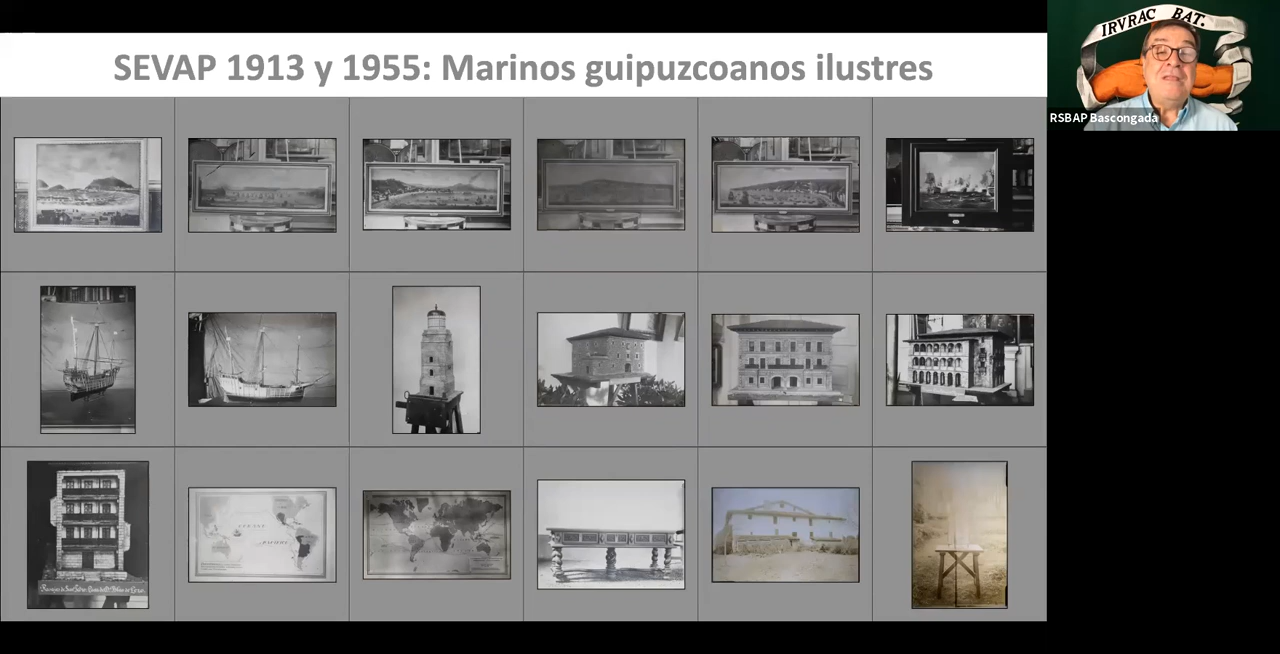 SEVAP 1913 y 1955: Marinos guipuzcoanos ilustres
IRVRAC BAT.
RSBAP Bascongada